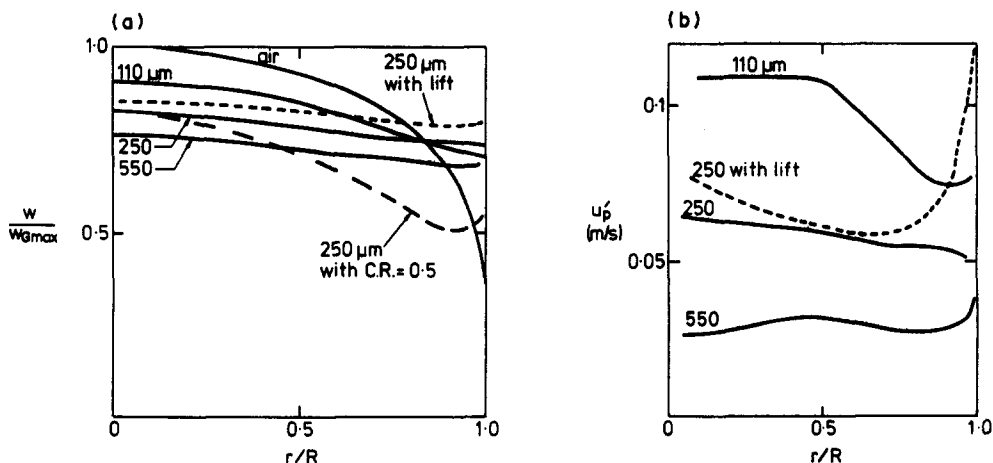 (a)
1·0
air
110 µm
250 µm
with lift
250
550
0·5
w
wGmax
250 µm
with C.R. = 0·5
0·5
1·0
r/R
(b)
110 µm
0·1
250 with lift
250
u′p
(m/s)
0·05
550
0
0·5
1·0
r/R